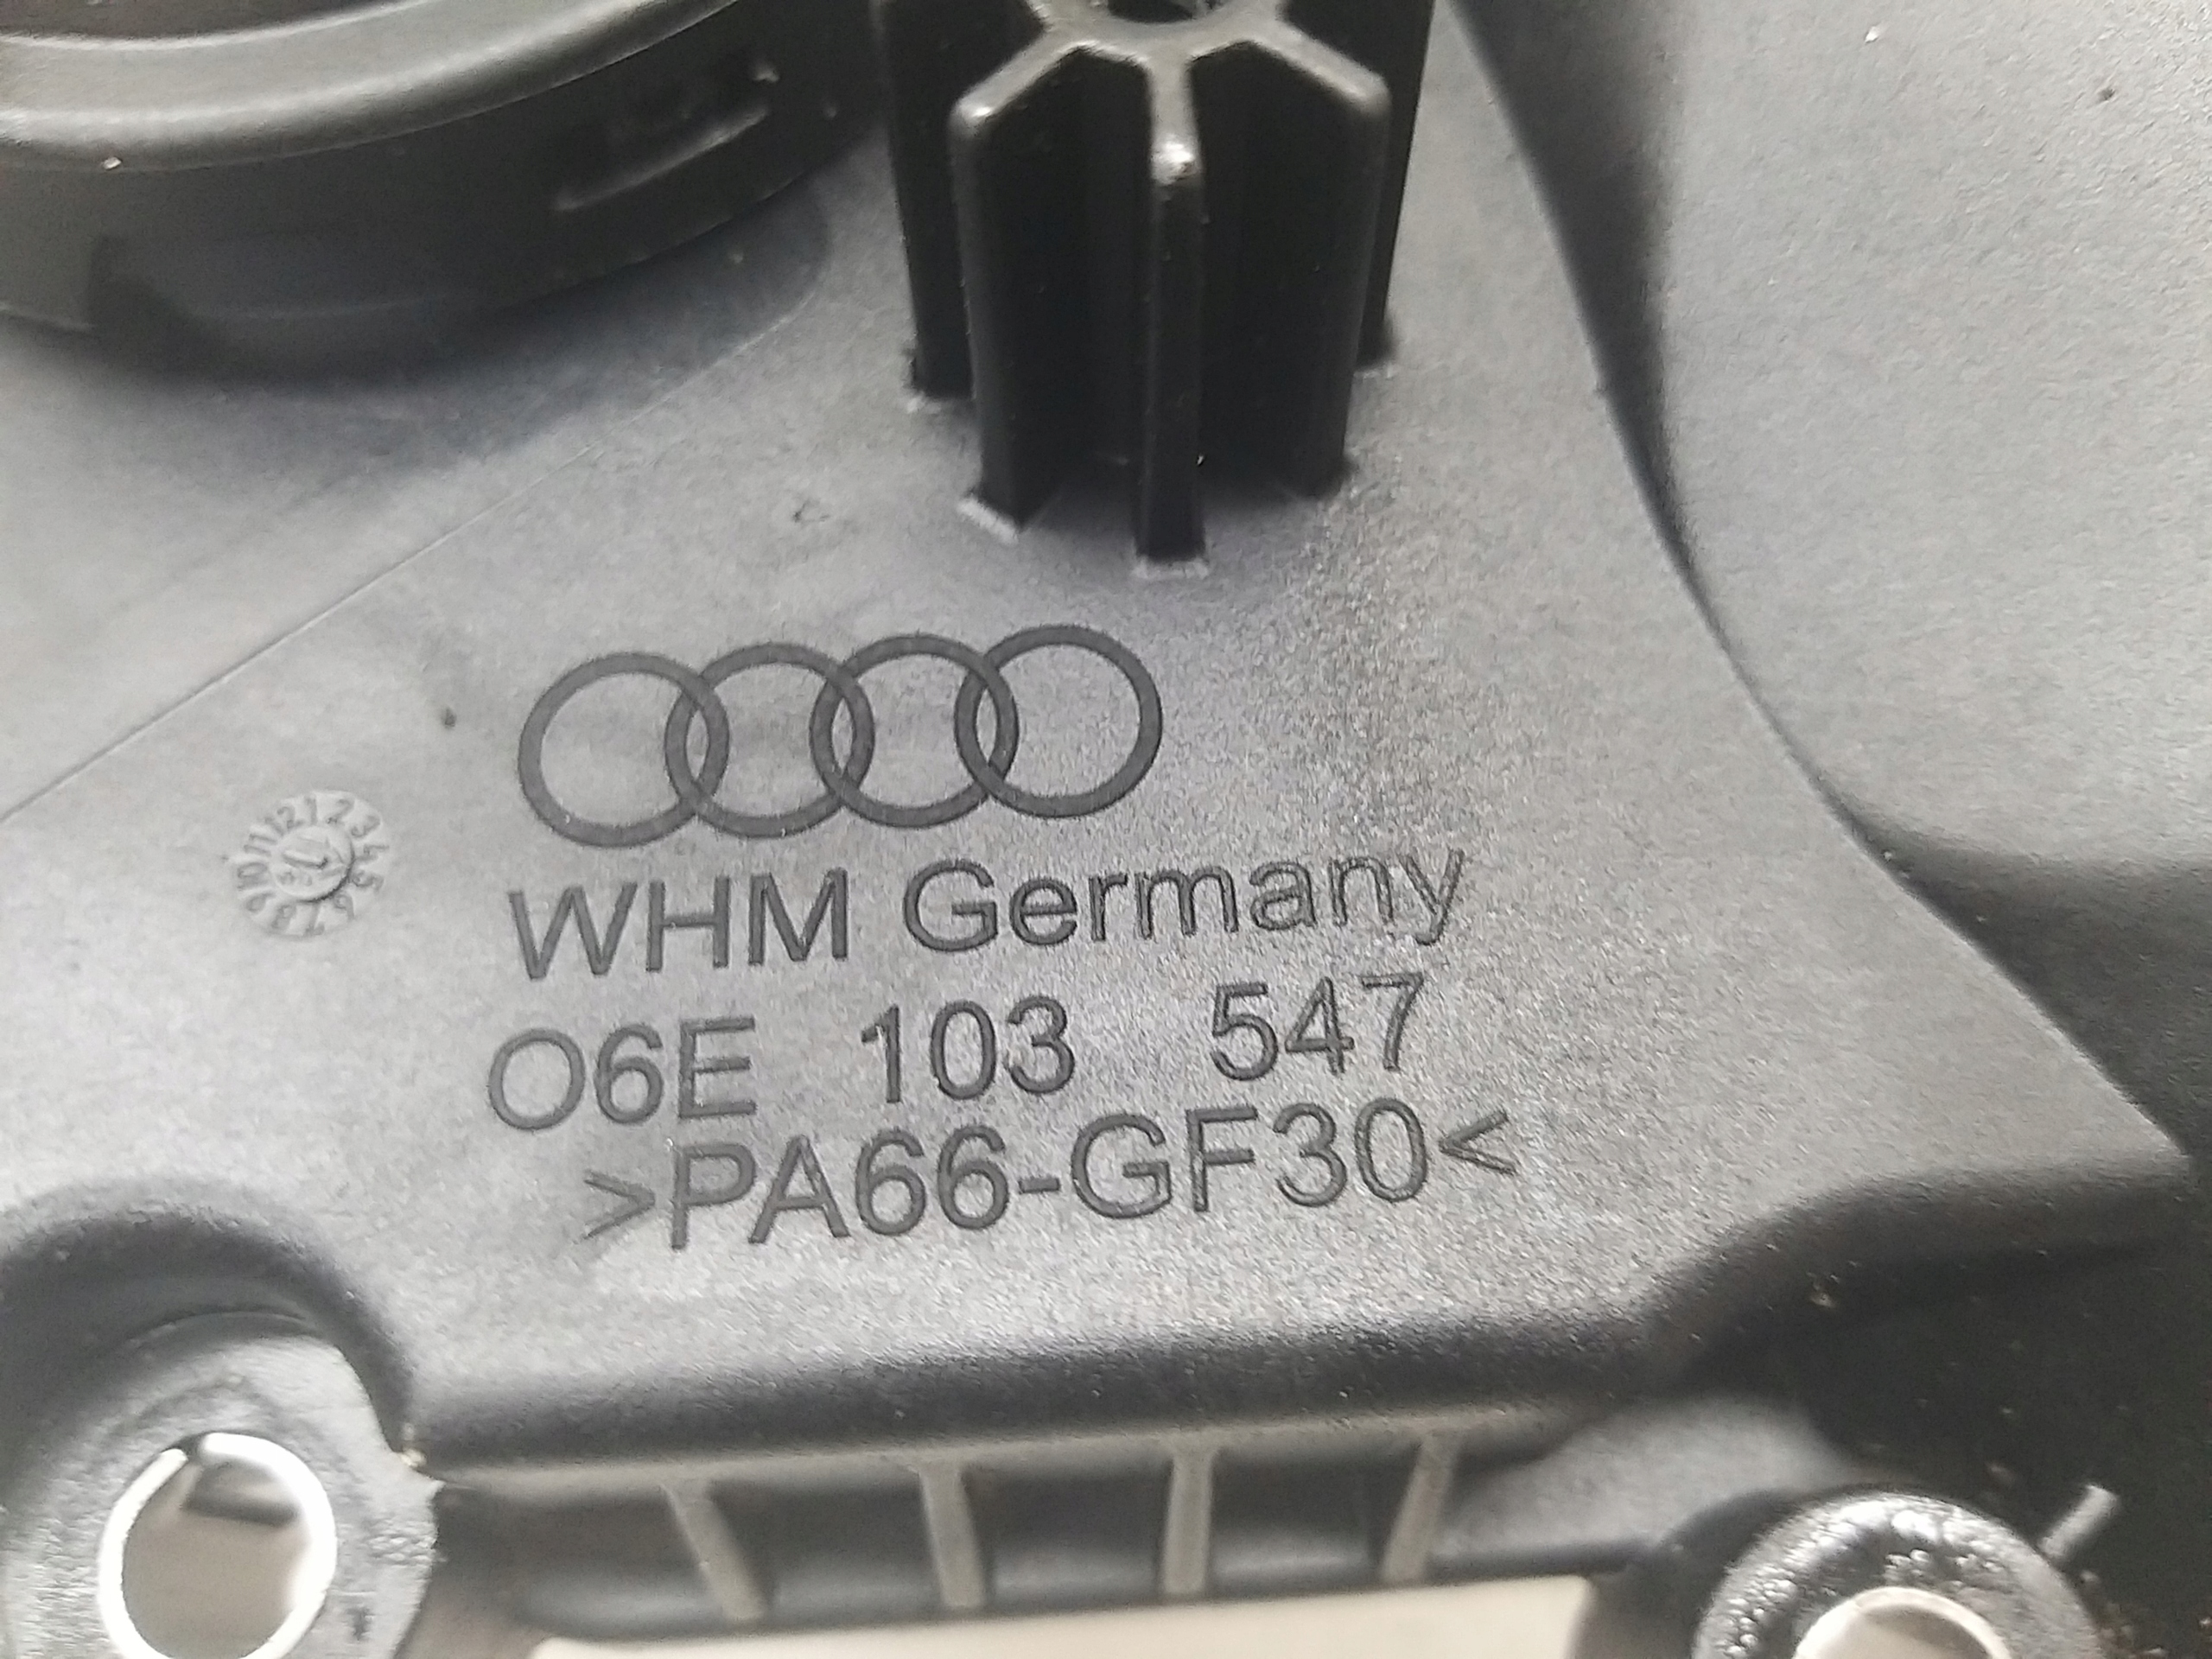 WHM Germany
06E 103 547
>PA66-GF30<